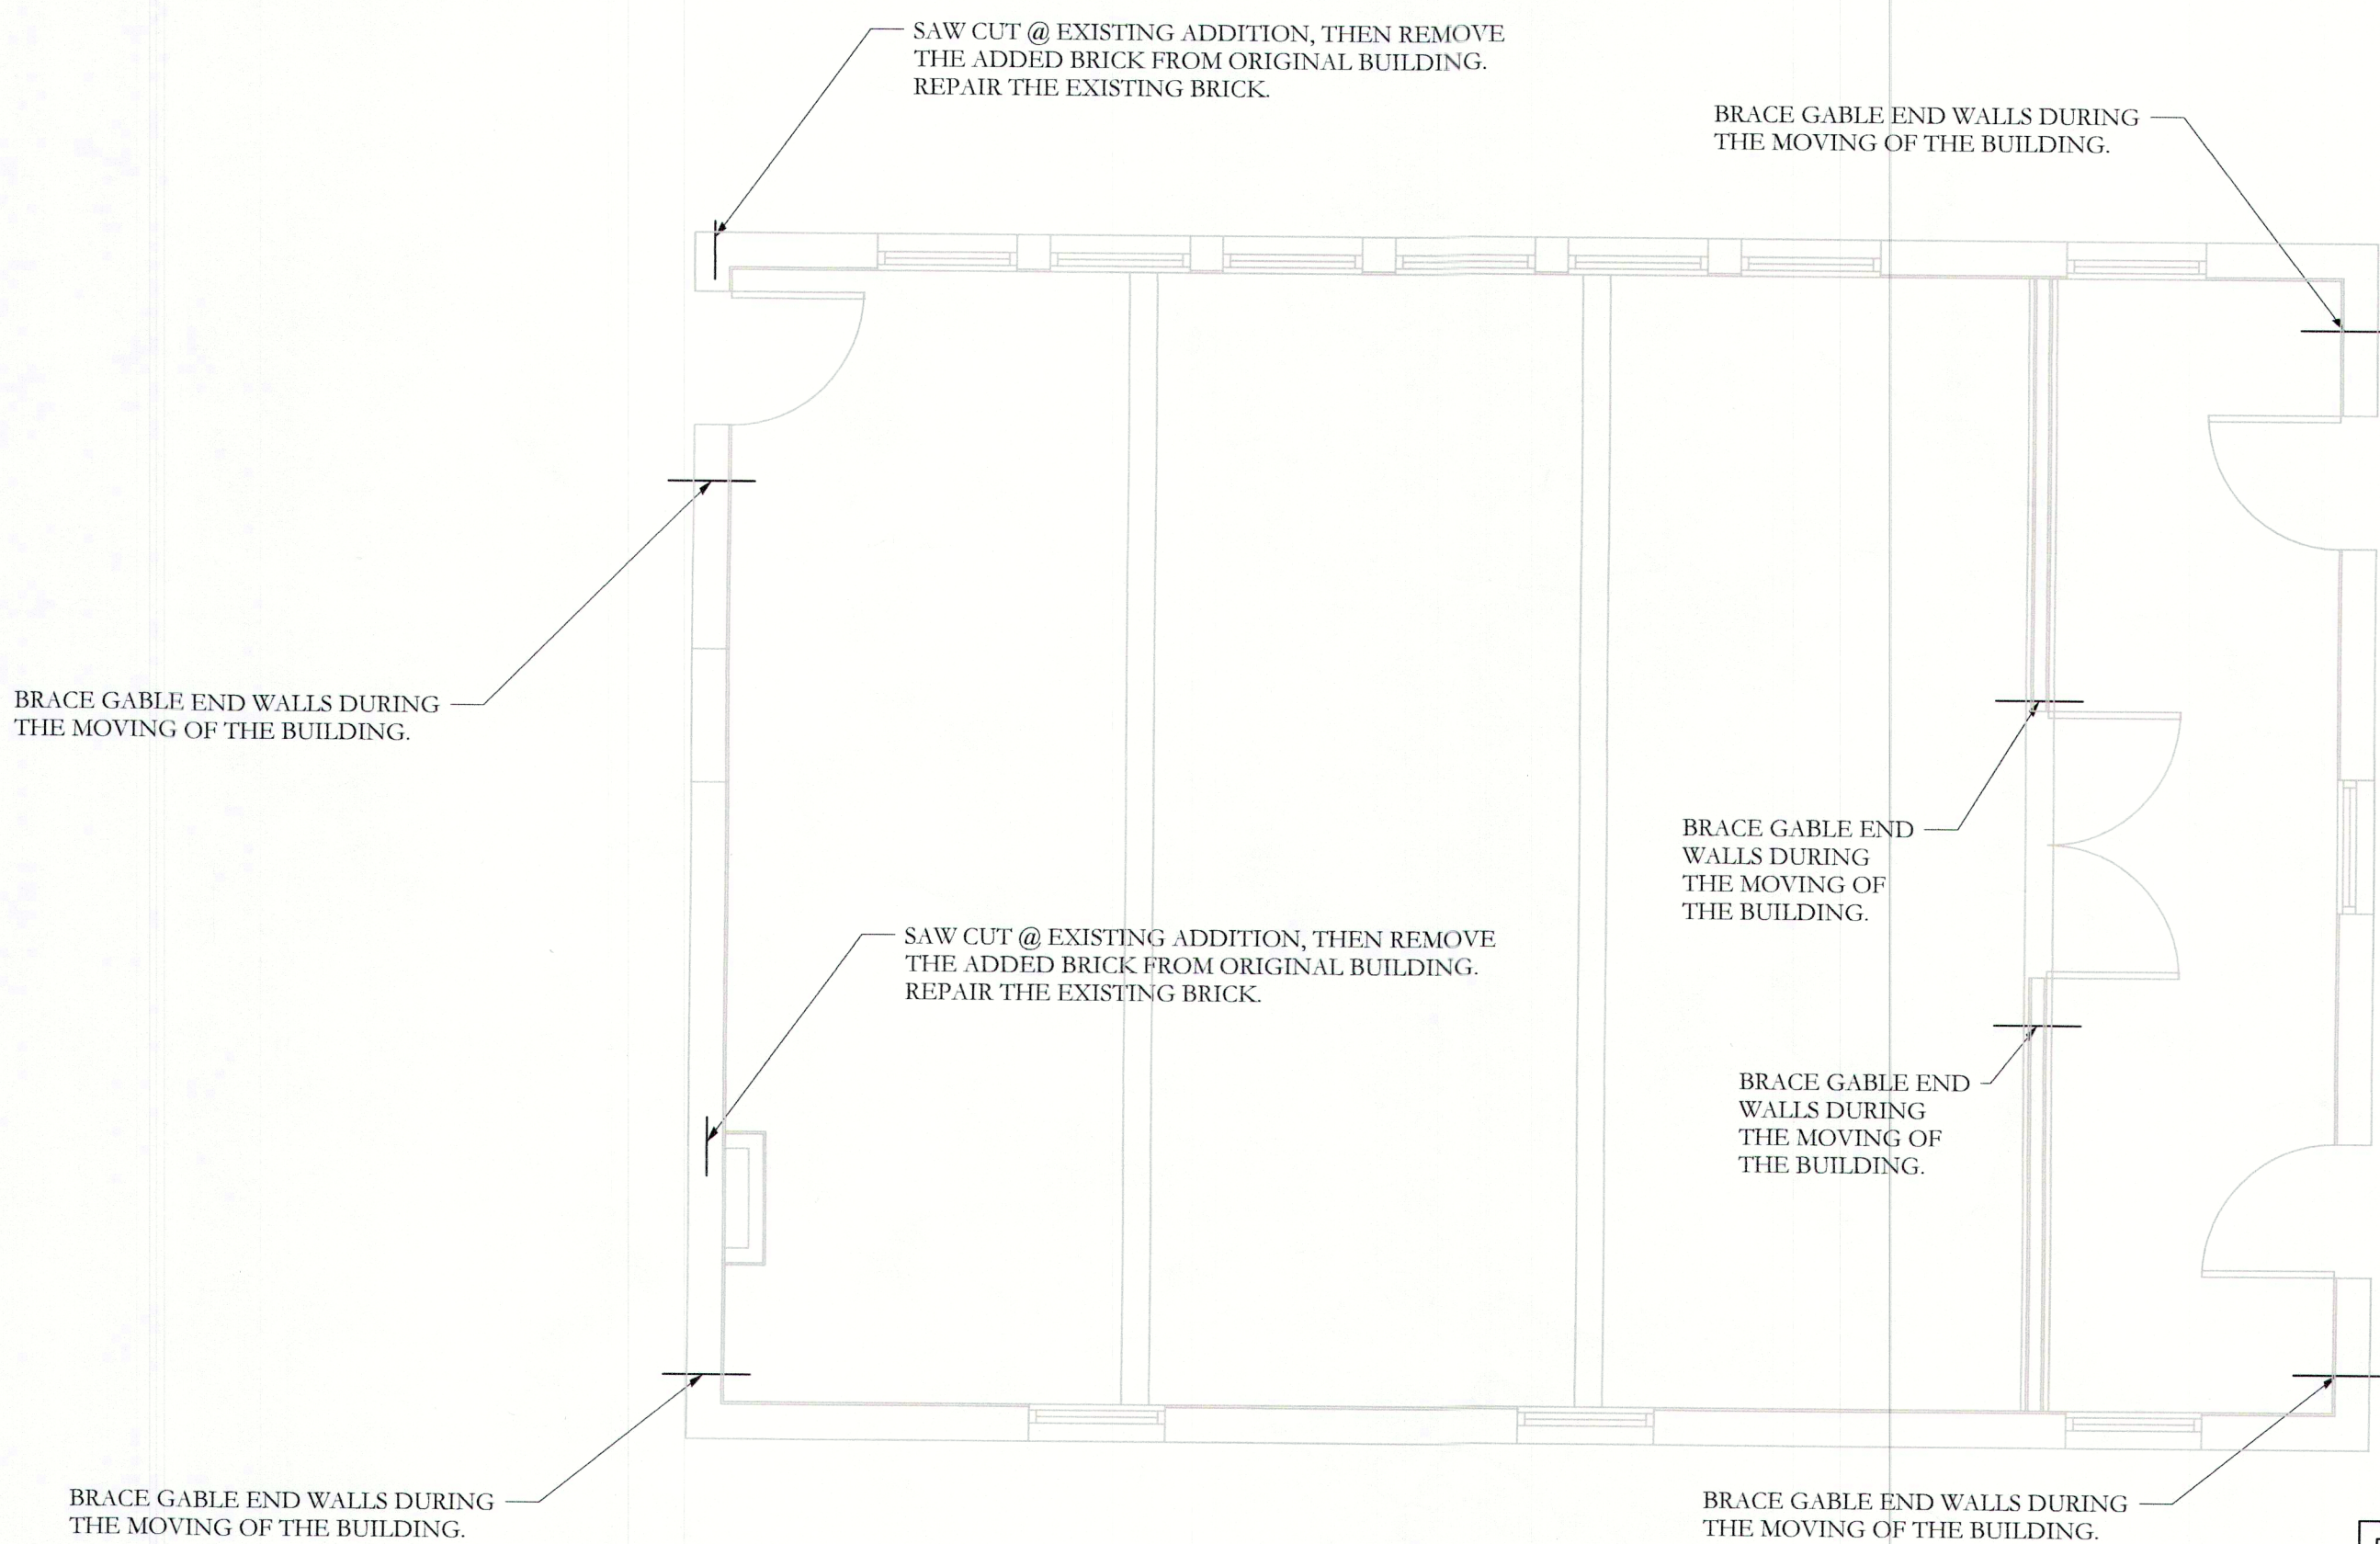 SAW CUT @ EXISTING ADDITION, THEN REMOVE
THE ADDED BRICK FROM ORIGINAL BUILDING.
REPAIR THE EXISTING BRICK.
BRACE GABLE END WALLS DURING
THE MOVING OF THE BUILDING.
BRACE GABLE END WALLS DURING
THE MOVING OF THE BUILDING.
BRACE GABLE END
WALLS DURING
THE MOVING OF
THE BUILDING.
SAW CUT @ EXISTING ADDITION, THEN REMOVE
THE ADDED BRICK FROM ORIGINAL BUILDING.
REPAIR THE EXISTING BRICK.
BRACE GABLE END
WALLS DURING
THE MOVING OF
THE BUILDING.
BRACE GABLE END WALLS DURING
THE MOVING OF THE BUILDING.
BRACE GABLE END WALLS DURING
THE MOVING OF THE BUILDING.